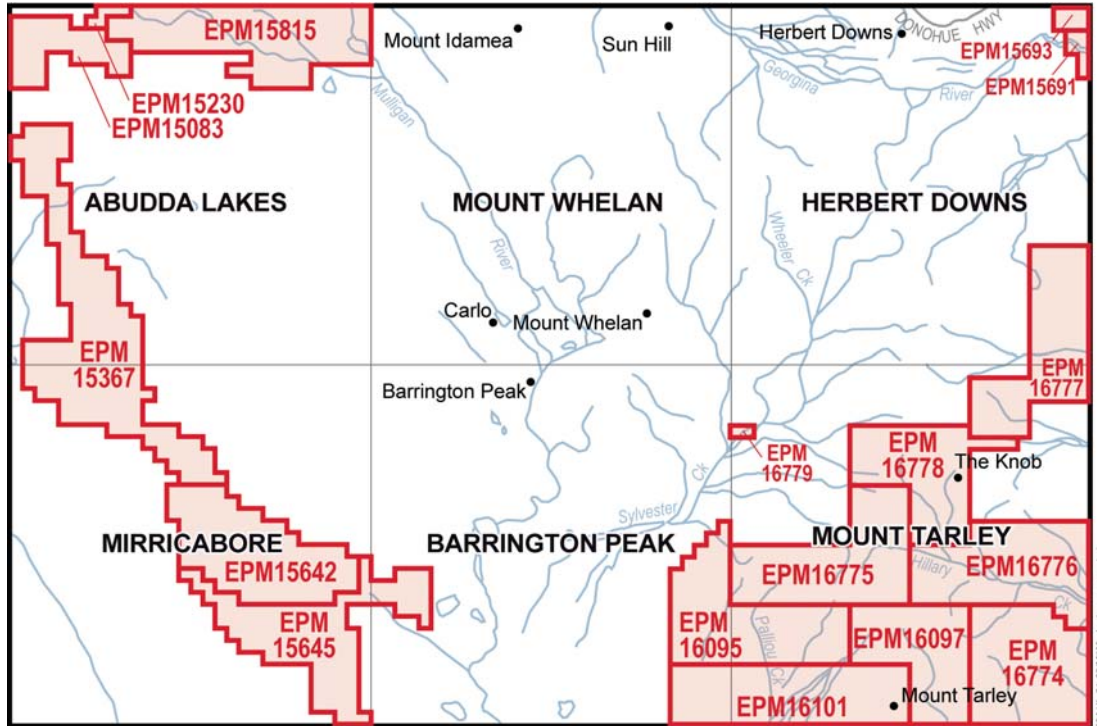 EPM15815
Mount Idamea
Sun Hill
Herbert Downs
DONOHUE HWY
EPM15693
EPM15691
Georgina
River
EPM15230
EPM15083
Mulligan
River
ABUDDA LAKES
MOUNT WHELAN
HERBERT DOWNS
Wheeler Ck
Carlo
Mount Whelan
EPM
15367
EPM
16777
Barrington Peak
EPM
16779
EPM
16778
The Knob
Sylvester
Ck
MIRRICABORE
BARRINGTON PEAK
MOUNT TARLEY
EPM15642
EPM16775
Hillary
Ck
EPM16776
EPM
15645
EPM
16095
Palliou Ck
EPM16097
EPM
16774
EPM16101
Mount Tarley